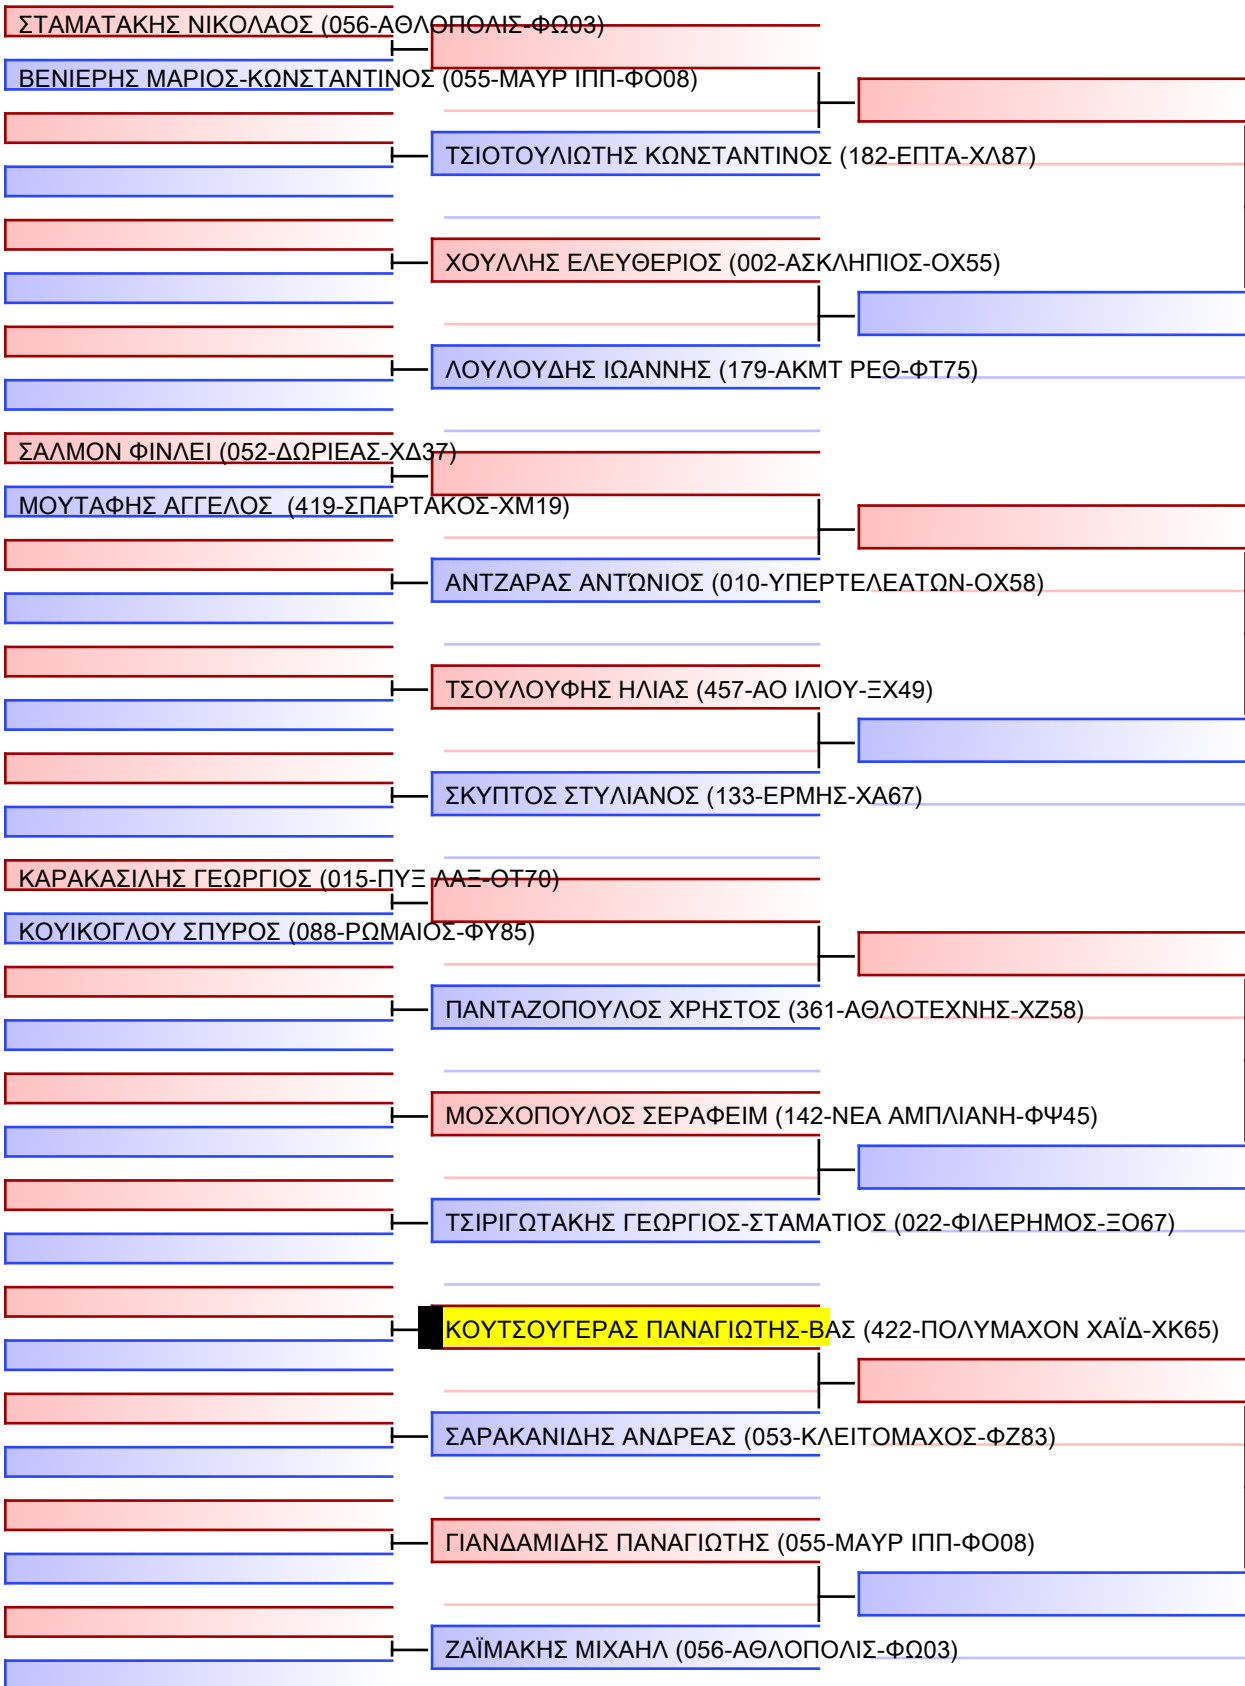 ΣΤΑΜΑΤΑΚΗΣ ΝΙΚΟΛΑΟΣ (056-ΑΘΛΟΠΟΛΙΣ-ΦΩ03)
ΒΕΝΙΕΡΗΣ ΜΑΡΙΟΣ-ΚΩΝΣΤΑΝΤΙΝΟΣ (055-ΜΑΥΡ ΙΠΠ-ΦΟ08)
ΤΣΙΟΤΟΥΛΙΩΤΗΣ ΚΩΝΣΤΑΝΤΙΝΟΣ (182-ΕΠΤΑ-ΧΛ87)
ΧΟΥΛΛΗΣ ΕΛΕΥΘΕΡΙΟΣ (002-ΑΣΚΛΗΠΙΟΣ-ΟΧ55)
ΛΟΥΛΟΥΔΗΣ ΙΩΑΝΝΗΣ (179-ΑΚΜΤ ΡΕΘ-ΦΤ75)
ΣΑΛΜΟΝ ΦΙΝΛΕΙ (052-ΔΩΡΙΕΑΣ-ΧΔ37)
ΜΟΥΤΑΦΗΣ ΑΓΓΕΛΟΣ  (419-ΣΠΑΡΤΑΚΟΣ-ΧΜ19)
ΑΝΤΖΑΡΑΣ ΑΝΤΏΝΙΟΣ (010-ΥΠΕΡΤΕΛΕΑΤΩΝ-ΟΧ58)
ΤΣΟΥΛΟΥΦΗΣ ΗΛΙΑΣ (457-ΑΟ ΙΛΙΟΥ-ΞΧ49)
ΣΚΥΠΤΟΣ ΣΤΥΛΙΑΝΟΣ (133-ΕΡΜΗΣ-ΧΑ67)
ΚΑΡΑΚΑΣΙΛΗΣ ΓΕΩΡΓΙΟΣ (015-ΠΥΞ ΛΑΞ-ΟΤ70)
ΚΟΥΙΚΟΓΛΟΥ ΣΠΥΡΟΣ (088-ΡΩΜΑΙΟΣ-ΦΥ85)
ΠΑΝΤΑΖΟΠΟΥΛΟΣ ΧΡΗΣΤΟΣ (361-ΑΘΛΟΤΕΧΝΗΣ-ΧΖ58)
ΜΟΣΧΟΠΟΥΛΟΣ ΣΕΡΑΦΕΙΜ (142-ΝΕΑ ΑΜΠΛΙΑΝΗ-ΦΨ45)
ΤΣΙΡΙΓΩΤΑΚΗΣ ΓΕΩΡΓΙΟΣ-ΣΤΑΜΑΤΙΟΣ (022-ΦΙΛΕΡΗΜΟΣ-ΞΟ67)
ΚΟΥΤΣΟΥΓΕΡΑΣ ΠΑΝΑΓΙΩΤΗΣ-ΒΑΣ (422-ΠΟΛΥΜΑΧΟΝ ΧΑΪΔ-ΧΚ65)
ΣΑΡΑΚΑΝΙΔΗΣ ΑΝΔΡΕΑΣ (053-ΚΛΕΙΤΟΜΑΧΟΣ-ΦΖ83)
ΓΙΑΝΔΑΜΙΔΗΣ ΠΑΝΑΓΙΩΤΗΣ (055-ΜΑΥΡ ΙΠΠ-ΦΟ08)
ΖΑΪΜΑΚΗΣ ΜΙΧΑΗΛ (056-ΑΘΛΟΠΟΛΙΣ-ΦΩ03)